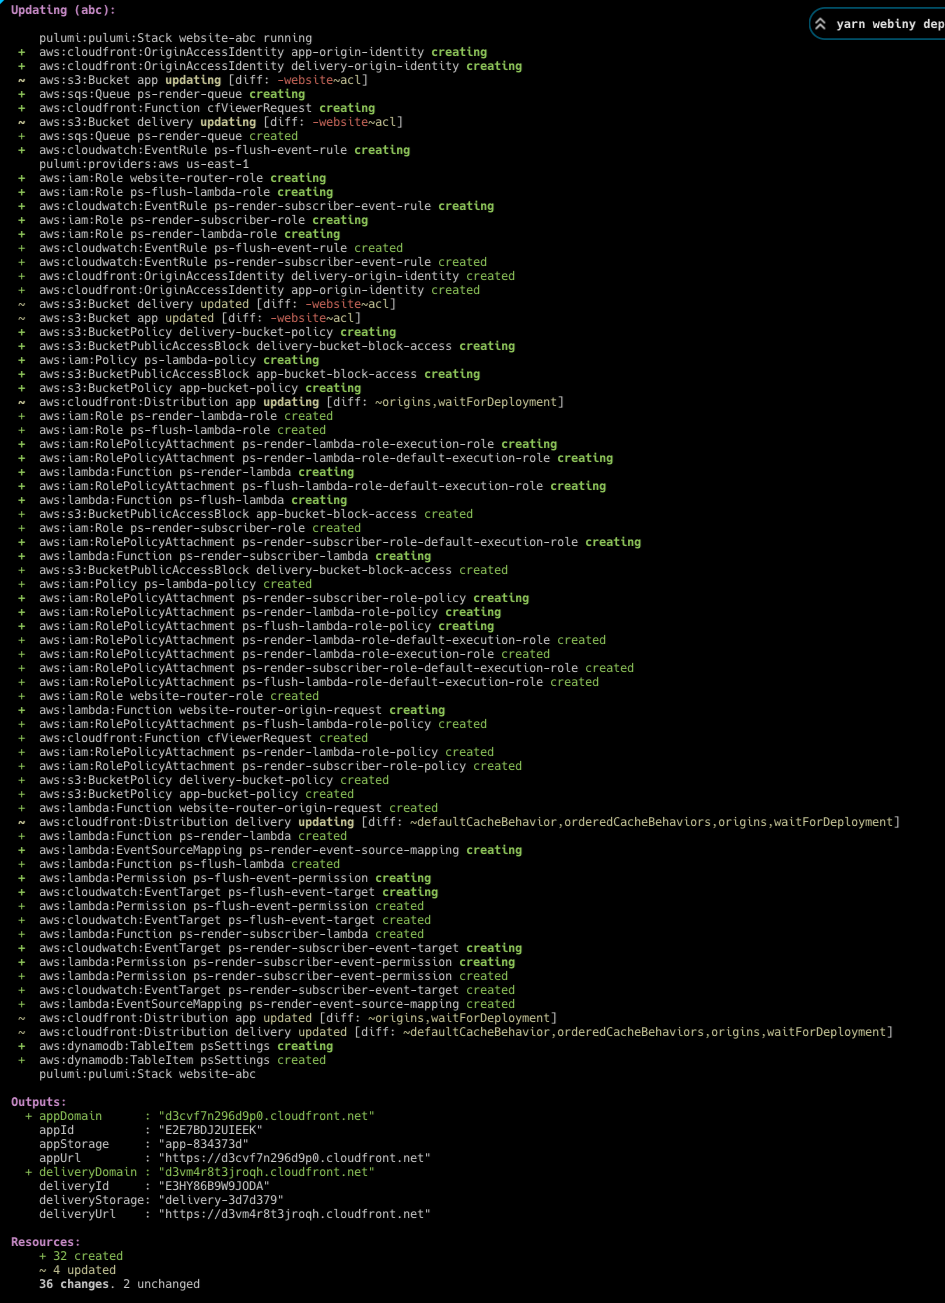 Updating (abc):
yarn webiny dep
pulumi:pulumi:Stack website-abc running
+ aws:cloudfront:OriginAccessIdentity app-origin-identity creating
+ aws:cloudfront:OriginAccessIdentity delivery-origin-identity creating
~ aws:s3:Bucket app updating [diff: -website~acl]
+ aws:sqs:Queue ps-render-queue creating
+ aws:cloudfront:Function cfViewerRequest creating
~ aws:s3:Bucket delivery updating [diff: -website~acl]
+ aws:sqs:Queue ps-render-queue created
+ aws:cloudwatch:EventRule ps-flush-event-rule creating
pulumi:providers:aws us-east-1
+ aws:iam:Role website-router-role creating
+ aws:iam:Role ps-flush-lambda-role creating
+ aws:cloudwatch:EventRule ps-render-subscriber-event-rule creating
+ aws:iam:Role ps-render-subscriber-role creating
+ aws:iam:Role ps-render-lambda-role creating
+ aws:cloudwatch:EventRule ps-flush-event-rule created
+ aws:cloudwatch:EventRule ps-render-subscriber-event-rule created
+ aws:cloudfront:OriginAccessIdentity delivery-origin-identity created
+ aws:cloudfront:OriginAccessIdentity app-origin-identity created
~ aws:s3:Bucket delivery updated [diff: -website~acl]
~ aws:s3:Bucket app updated [diff: -website~acl]
+ aws:s3:BucketPolicy delivery-bucket-policy creating
+ aws:s3:BucketPublicAccessBlock delivery-bucket-block-access creating
+ aws:iam:Policy ps-lambda-policy creating
+ aws:s3:BucketPublicAccessBlock app-bucket-block-access creating
+ aws:s3:BucketPolicy app-bucket-policy creating
~ aws:cloudfront:Distribution app updating [diff: ~origins,waitForDeployment]
+ aws:iam:Role ps-render-lambda-role created
+ aws:iam:Role ps-flush-lambda-role created
+ aws:iam:RolePolicyAttachment ps-render-lambda-role-execution-role creating
+ aws:iam:RolePolicyAttachment ps-render-lambda-role-default-execution-role creating
+ aws:lambda:Function ps-render-lambda creating
+ aws:iam:RolePolicyAttachment ps-flush-lambda-role-default-execution-role creating
+ aws:lambda:Function ps-flush-lambda creating
+ aws:s3:BucketPublicAccessBlock app-bucket-block-access created
+ aws:iam:Role ps-render-subscriber-role created
+ aws:iam:RolePolicyAttachment ps-render-subscriber-role-default-execution-role creating
+ aws:lambda:Function ps-render-subscriber-lambda creating
+ aws:s3:BucketPublicAccessBlock delivery-bucket-block-access created
+ aws:iam:Policy ps-lambda-policy created
+ aws:iam:RolePolicyAttachment ps-render-subscriber-role-policy creating
+ aws:iam:RolePolicyAttachment ps-render-lambda-role-policy creating
+ aws:iam:RolePolicyAttachment ps-flush-lambda-role-policy creating
+ aws:iam:RolePolicyAttachment ps-render-lambda-role-default-execution-role created
+ aws:iam:RolePolicyAttachment ps-render-lambda-role-execution-role created
+ aws:iam:RolePolicyAttachment ps-render-subscriber-role-default-execution-role created
+ aws:iam:RolePolicyAttachment ps-flush-lambda-role-default-execution-role created
+ aws:iam:Role website-router-role created
+ aws:lambda:Function website-router-origin-request creating
+ aws:iam:RolePolicyAttachment ps-flush-lambda-role-policy created
+ aws:cloudfront:Function cfViewerRequest created
+ aws:iam:RolePolicyAttachment ps-render-lambda-role-policy created
+ aws:iam:RolePolicyAttachment ps-render-subscriber-role-policy created
+ aws:s3:BucketPolicy delivery-bucket-policy created
+ aws:s3:BucketPolicy app-bucket-policy created
+ aws:lambda:Function website-router-origin-request created
~ aws:cloudfront:Distribution delivery updating [diff: ~defaultCacheBehavior,orderedCacheBehaviors,origins,waitForDeployment]
+ aws:lambda:Function ps-render-lambda created
+ aws:lambda:EventSourceMapping ps-render-event-source-mapping creating
+ aws:lambda:Function ps-flush-lambda created
+ aws:lambda:Permission ps-flush-event-permission creating
+ aws:cloudwatch:EventTarget ps-flush-event-target creating
+ aws:lambda:Permission ps-flush-event-permission created
+ aws:cloudwatch:EventTarget ps-flush-event-target created
+ aws:lambda:Function ps-render-subscriber-lambda created
+ aws:cloudwatch:EventTarget ps-render-subscriber-event-target creating
+ aws:lambda:Permission ps-render-subscriber-event-permission creating
+ aws:lambda:Permission ps-render-subscriber-event-permission created
+ aws:cloudwatch:EventTarget ps-render-subscriber-event-target created
+ aws:lambda:EventSourceMapping ps-render-event-source-mapping created
~ aws:cloudfront:Distribution app updated [diff: ~origins,waitForDeployment]
~ aws:cloudfront:Distribution delivery updated [diff: ~defaultCacheBehavior,orderedCacheBehaviors,origins,waitForDeployment]
+ aws:dynamodb:TableItem psSettings creating
+ aws:dynamodb:TableItem psSettings created
pulumi:pulumi:Stack website-abc
Outputs:
+ appDomain : "d3cvf7n296d9p0.cloudfront.net"
appId : "E2E7BDJ2UIEEK"
appStorage : "app-834373d"
appUrl : "https://d3cvf7n296d9p0.cloudfront.net"
+ deliveryDomain : "d3vm4r8t3jroqh.cloudfront.net"
deliveryId : "E3HY86B9W9JODA"
deliveryStorage: "delivery-3d7d379"
deliveryUrl : "https://d3vm4r8t3jroqh.cloudfront.net"
Resources:
+ 32 created
~ 4 updated
36 changes. 2 unchanged